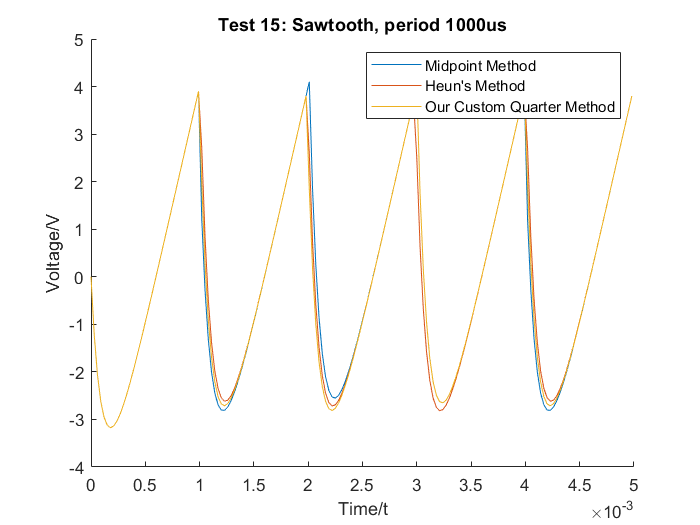 Test 15: Sawtooth, period 1000us
Midpoint Method
Heun's Method
Our Custom Quarter Method
Voltage/V
5
4
3
2
1
0
-1
-2
-3
-4
0 0.5 1 1.5 2 2.5 3 3.5 4 4.5 5
Time/t
×10-3